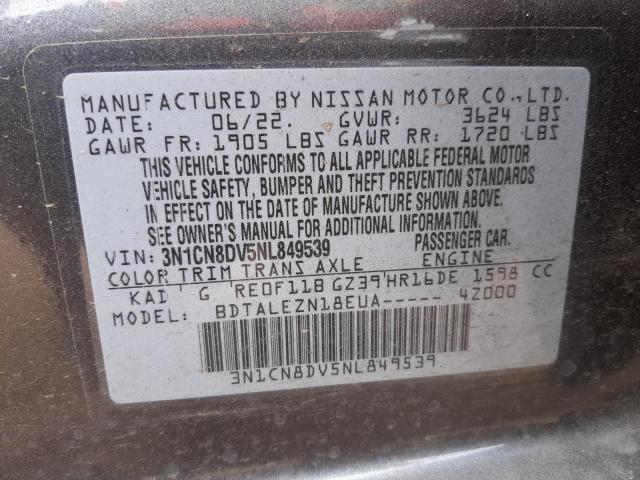 MANUFACTURED BY NISSAN MOTOR CO.,LTD.
DATE: 06/22. GVWR: 3624 LBS
GAWR FR: 1905 LBS GAWR RR: 1720 LBS
THIS VEHICLE CONFORMS TO ALL APPLICABLE FEDERAL MOTOR
VEHICLE SAFETY, BUMPER AND THEFT PREVENTION STANDARDS
IN EFFECT ON THE DATE OF MANUFACTURE SHOWN ABOVE.
SEE OWNER'S MANUAL FOR ADDITIONAL INFORMATION.
VIN: 3N1CN8DV5NL849539 PASSENGER CAR.
COLOR TRIM TRANS AXLE ENGINE
KAD G RE0F11B GZ39 HR16DE 1598 CC
BDTALEZN18EUA----- 42000
3N1CN8DV5NL849539